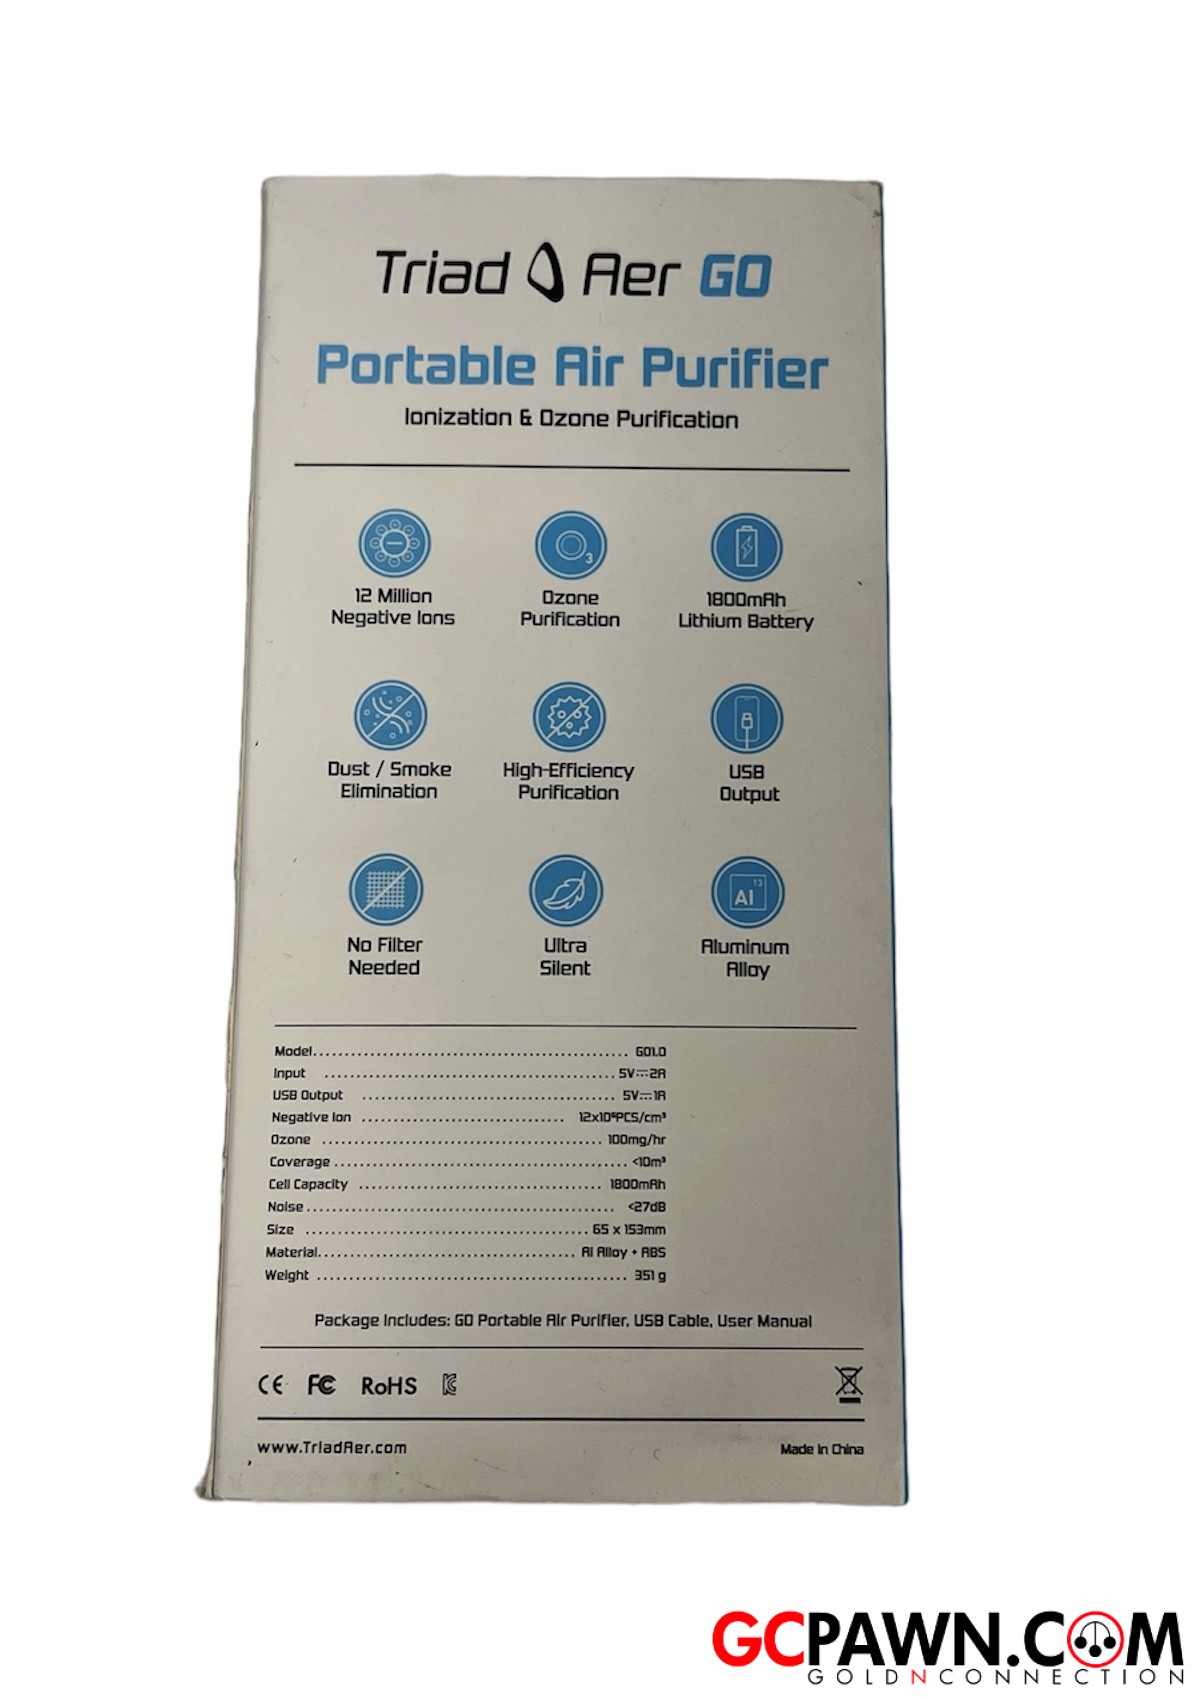 Triad Aer GO
Portable Air Purifier
Ionization & Ozone Purification
12 Million
Negative Ions
Ozone
Purification
1800mAh
Lithium Battery
Dust / Smoke
Elimination
High-Efficiency
Purification
USB
Output
No Filter
Needed
Ultra
Silent
Al 13
Aluminum
Alloy
Model.................................................. GO1.0
Input ............................................... 5V⎓2A
USB Output ......................................... 5V⎓1A
Negative Ion ................................. 12x10⁶PCS/cm³
Ozone ............................................. 100mg/hr
Coverage ............................................... <10m³
Cell Capacity ....................................... 1800mAh
Noise .................................................. <27dB
Size .............................................. 65 x 153mm
Material.......................................... Al Alloy + ABS
Weight .................................................. 351 g
Package Includes: GO Portable Air Purifier, USB Cable, User Manual
CE FC RoHS KC
www.TriadAer.com
Made in China
GCPAWN.COM
GOLDNCONNECTION